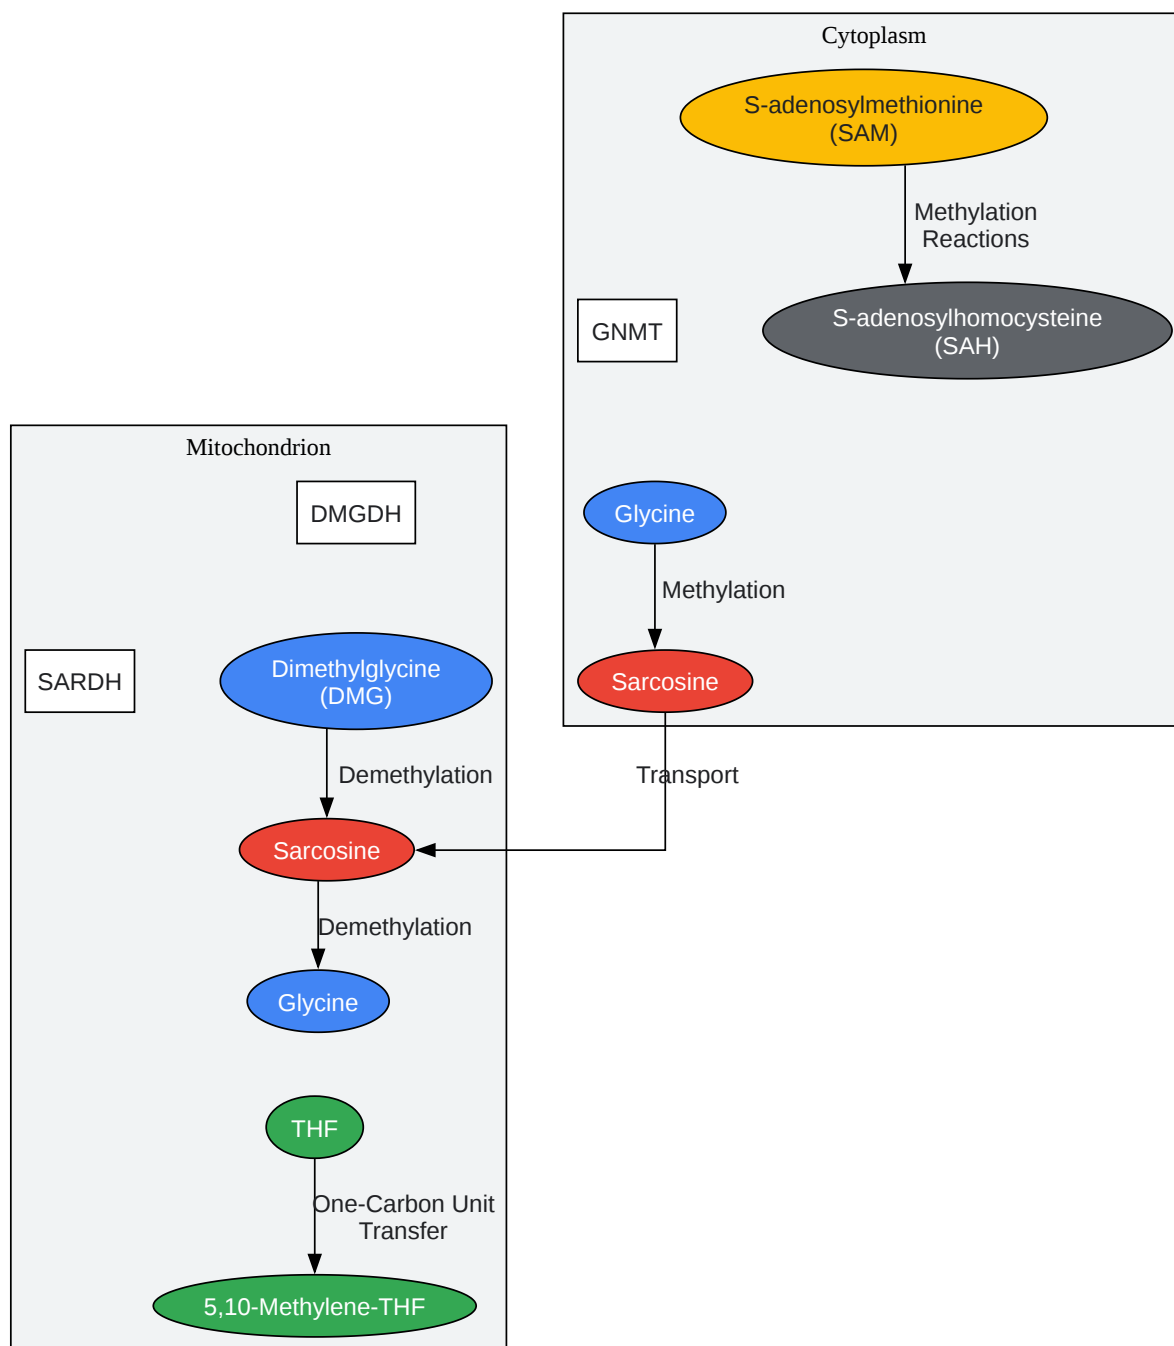 Cytoplasm
S-adenosylmethionine
(SAM)
Methylation
Reactions
GNMT
S-adenosylhomocysteine
(SAH)
Glycine
Methylation
Sarcosine
Transport
Mitochondrion
DMGDH
SARDH
Dimethylglycine
(DMG)
Demethylation
Sarcosine
Demethylation
Glycine
THF
One-Carbon Unit
Transfer
5,10-Methylene-THF